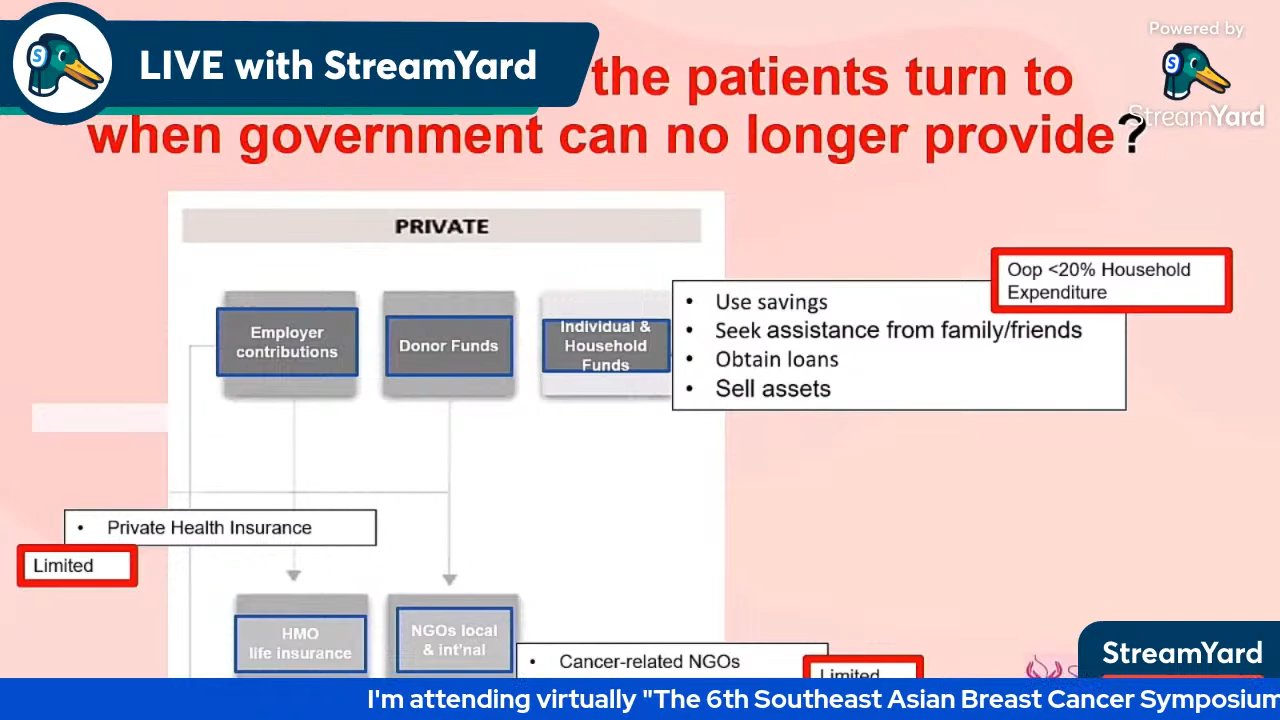 LIVE with StreamYard
Powered by
StreamYard
the patients turn to
when government can no longer provide?
PRIVATE
Employer
contributions
Donor Funds
Individual &
Household
Funds
• Use savings
• Seek assistance from family/friends
• Obtain loans
• Sell assets
Oop <20% Household
Expenditure
• Private Health Insurance
Limited
HMO
life insurance
NGOs local
& int'nal
• Cancer-related NGOs
Limited
StreamYard
I'm attending virtually "The 6th Southeast Asian Breast Cancer Symposium